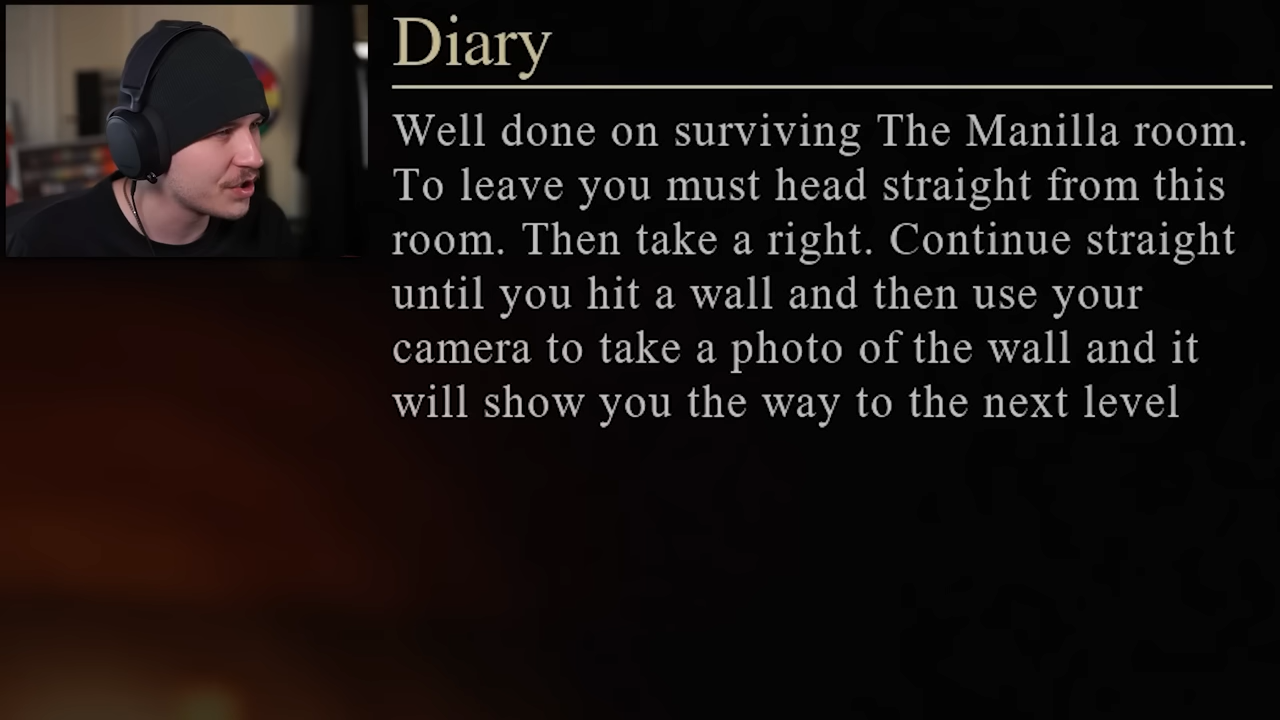 Diary
Well done on surviving The Manilla room.
To leave you must head straight from this
room. Then take a right. Continue straight
until you hit a wall and then use your
camera to take a photo of the wall and it
will show you the way to the next level